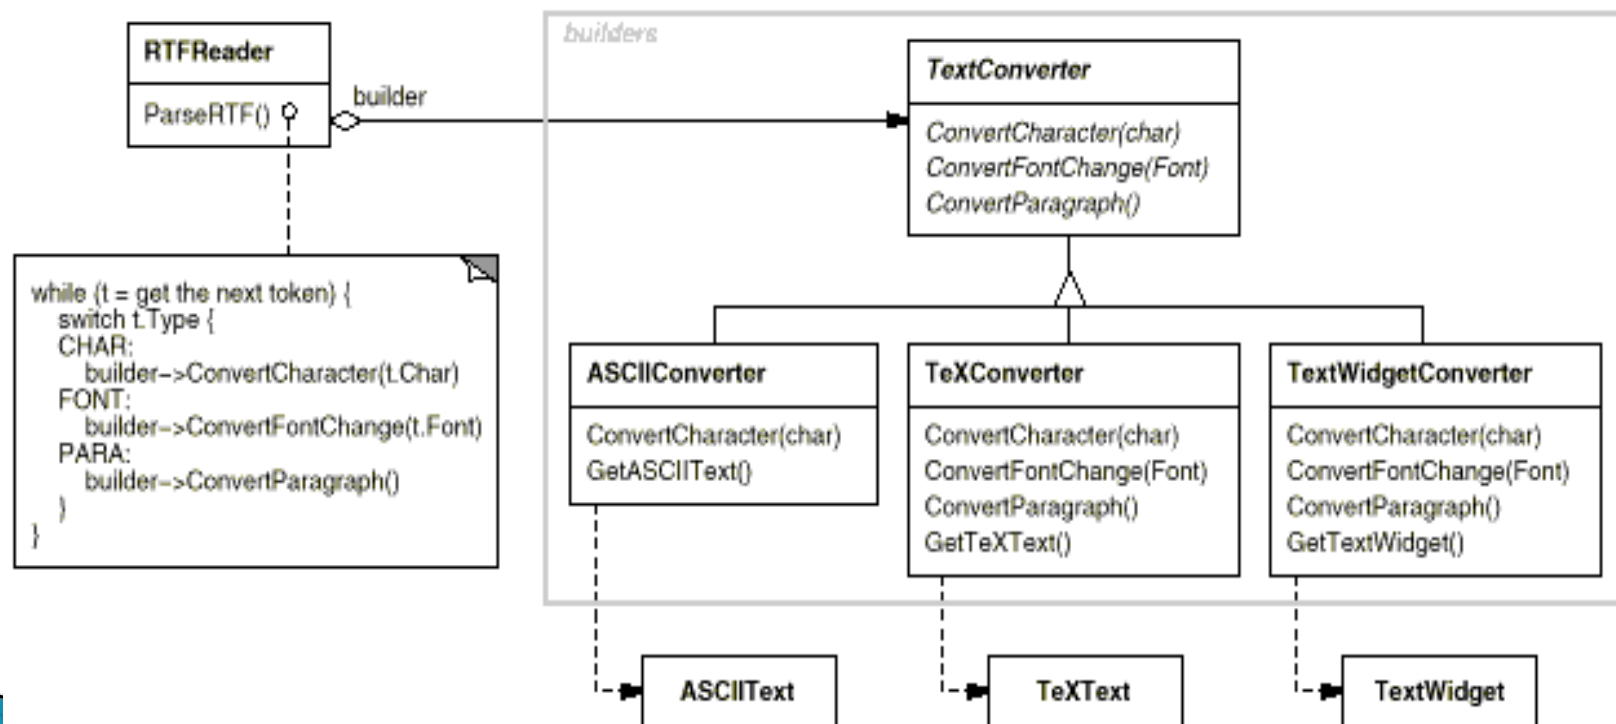 builders
RTFReader
ParseRTF()
builder
TextConverter
ConvertCharacter(char)
ConvertFontChange(Font)
ConvertParagraph()
while (t = get the next token) {
switch t.Type {
CHAR:
builder->ConvertCharacter(t.Char)
FONT:
builder->ConvertFontChange(t.Font)
PARA:
builder->ConvertParagraph()
}
}
ASCIIConverter
ConvertCharacter(char)
GetASCIIText()
TeXConverter
ConvertCharacter(char)
ConvertFontChange(Font)
ConvertParagraph()
GetTeXText()
TextWidgetConverter
ConvertCharacter(char)
ConvertFontChange(Font)
ConvertParagraph()
GetTextWidget()
ASCIIText
TeXText
TextWidget